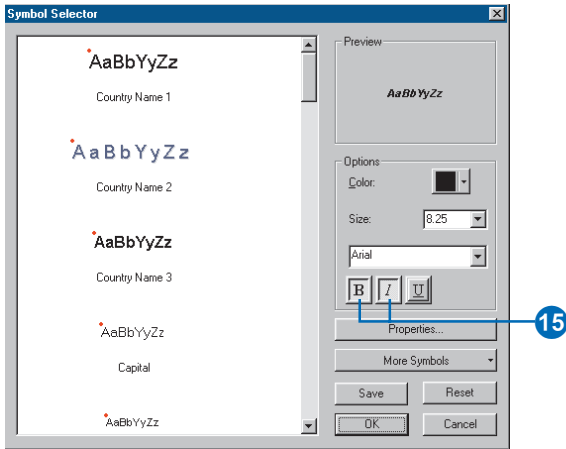 Symbol Selector
AaBbYyZz
Country Name 1
AaBbYyZz
Country Name 2
AaBbYyZz
Country Name 3
AaBbYyZz
Capital
AaBbYyZz
Preview
AaBbYyZz
Options
Color:
Size: 8.25
Arial
B I U
Properties...
More Symbols
Save Reset
OK Cancel
15